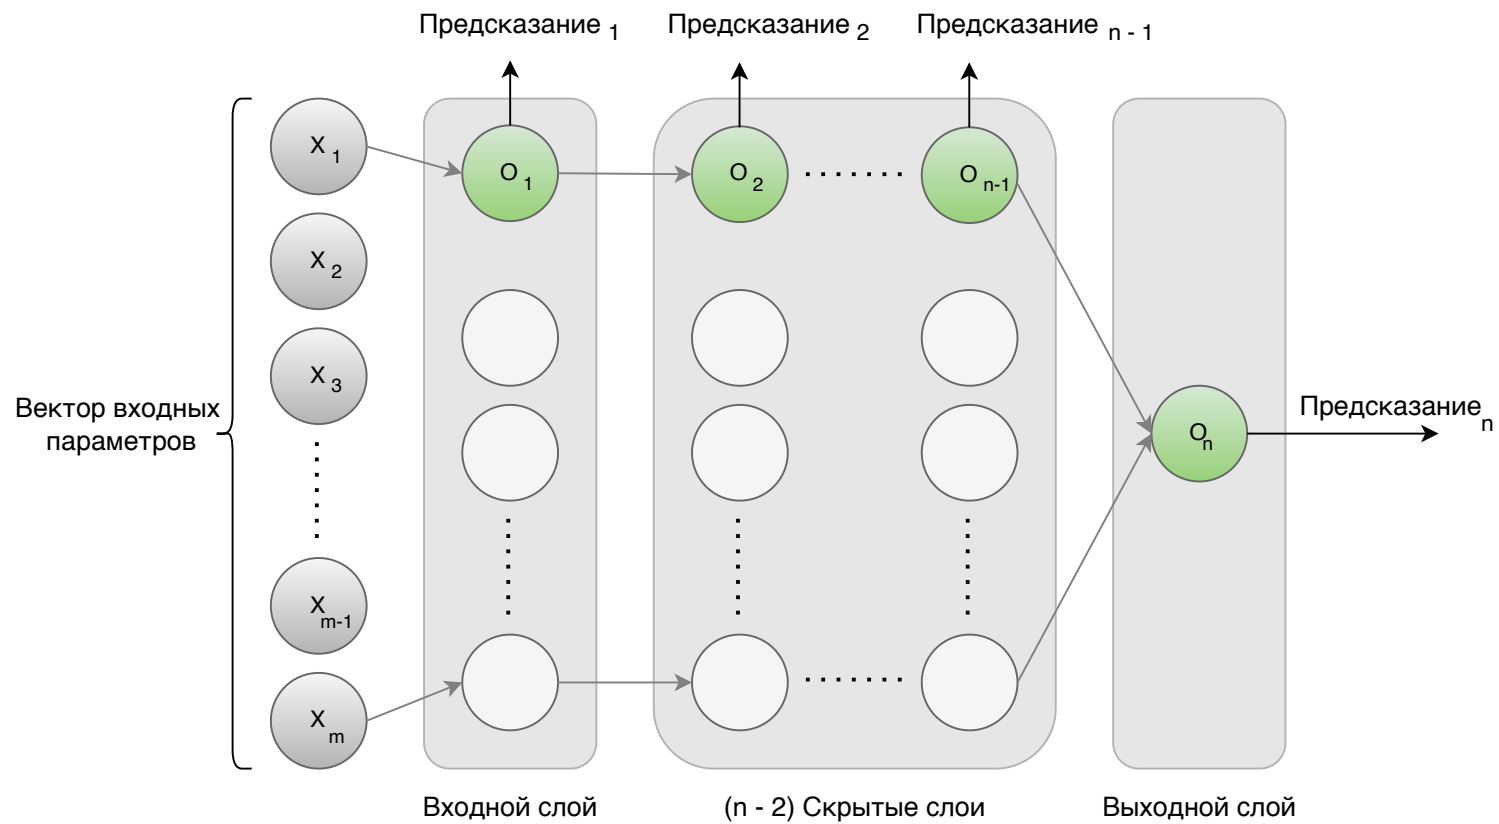 Предсказание 1
Предсказание 2
Предсказание n - 1
X 1
X 2
X 3
X m-1
X m
Вектор входных
параметров
O 1
O 2
O n-1
O n
Предсказание n
Входной слой
(n - 2) Скрытые слои
Выходной слой